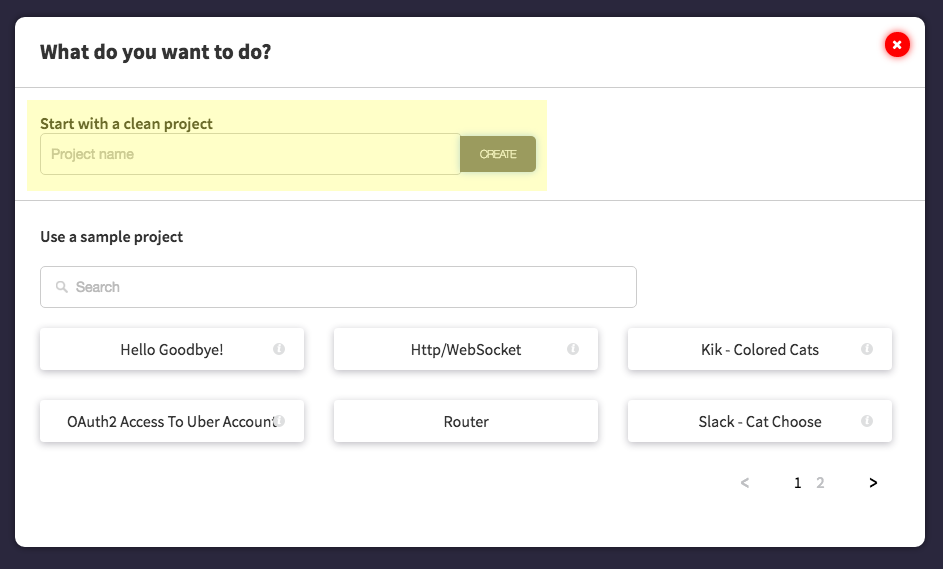 What do you want to do?
Start with a clean project
Project name
CREATE
Use a sample project
Search
Hello Goodbye!
Http/WebSocket
Kik - Colored Cats
OAuth2 Access To Uber Account
Router
Slack - Cat Choose
< 1 2 >